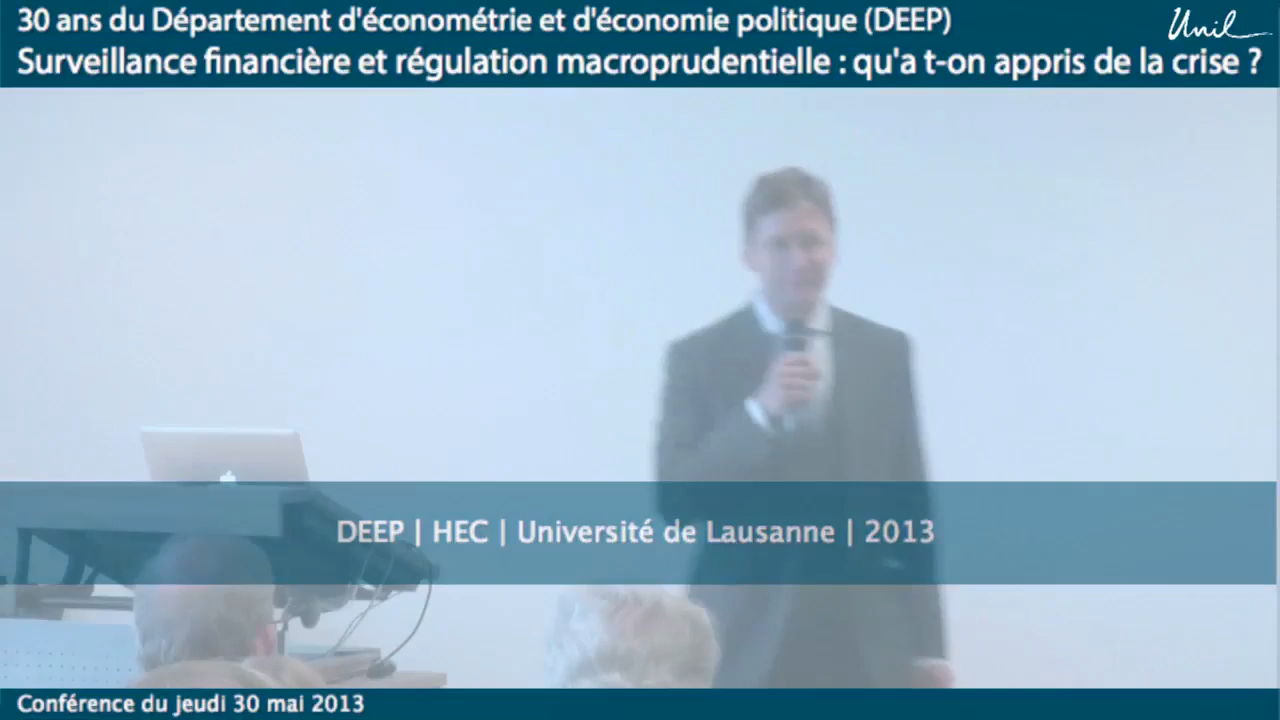 30 ans du Département d'économétrie et d'économie politique (DEEP)
Unil
Surveillance financière et régulation macroprudentielle : qu'a t-on appris de la crise ?
DEEP | HEC | Université de Lausanne | 2013
Conférence du jeudi 30 mai 2013